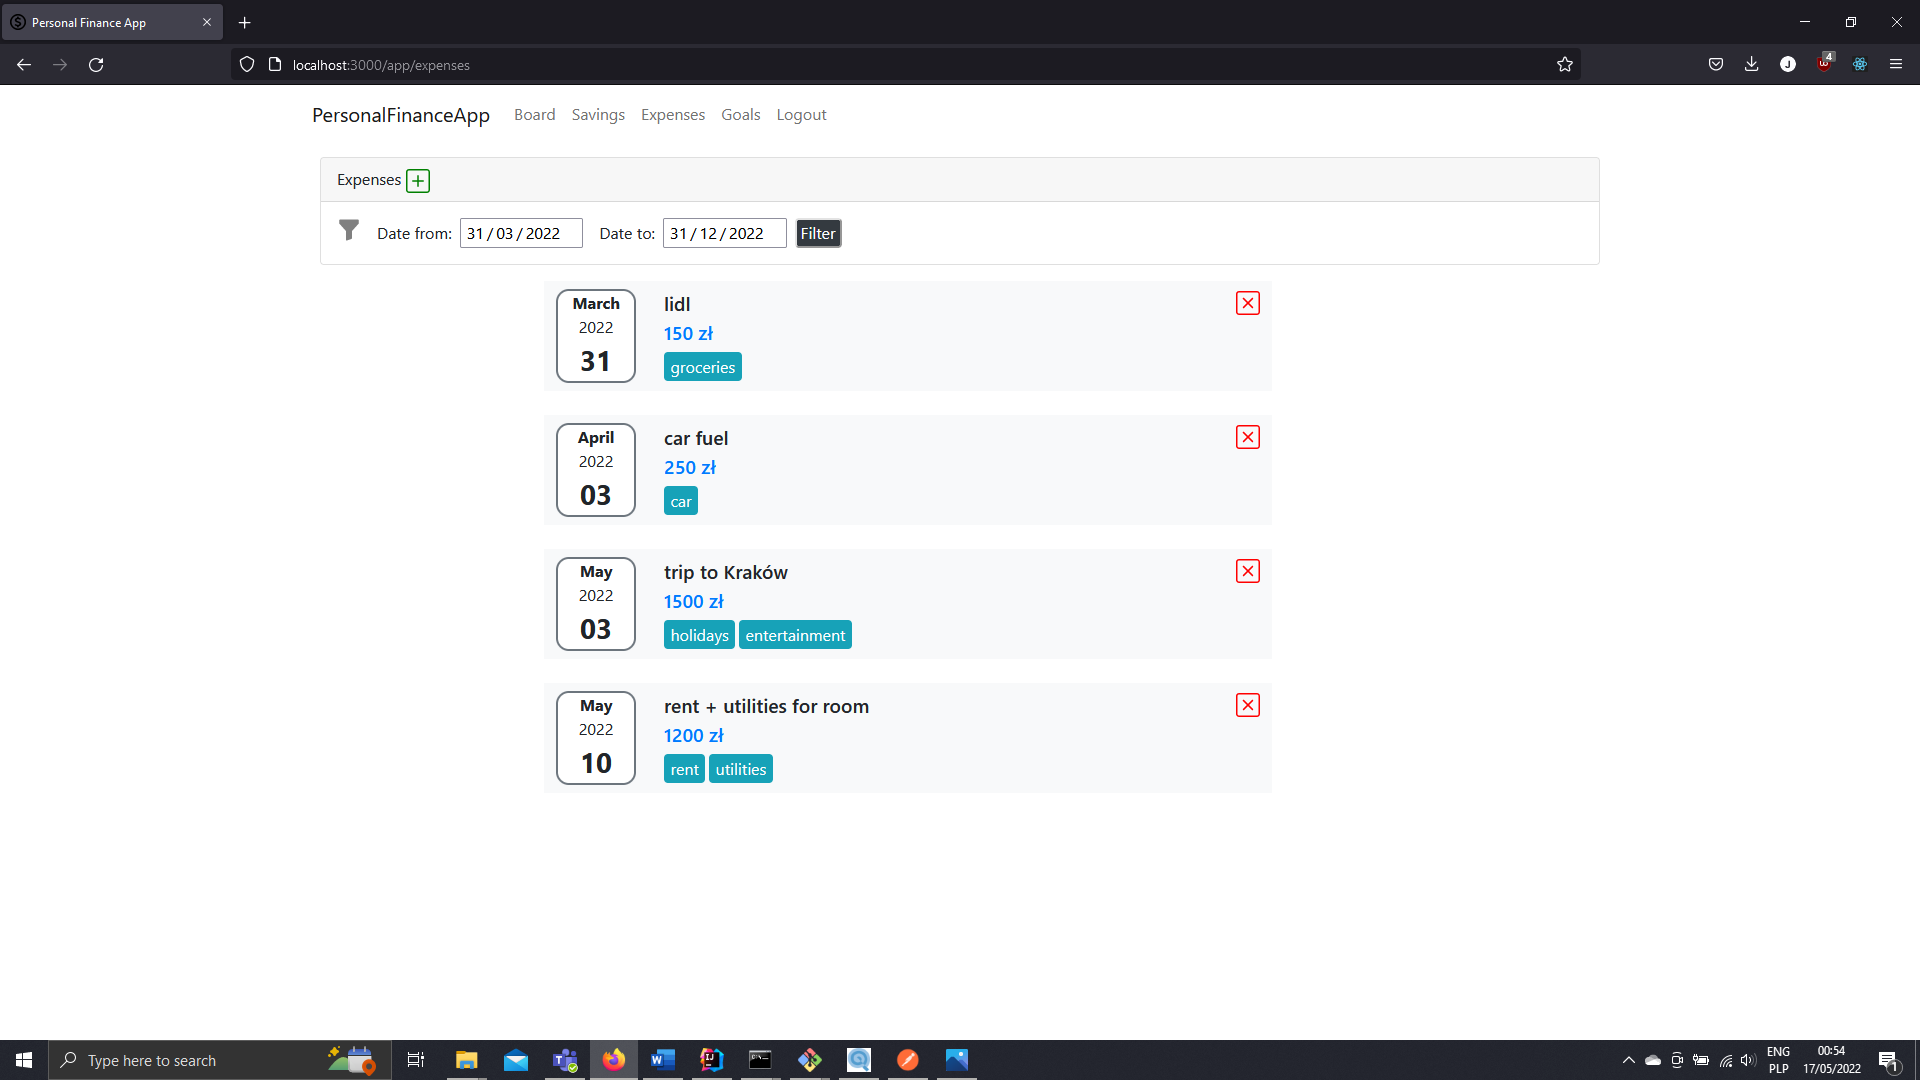 Personal Finance App
localhost:3000/app/expenses
4
PersonalFinanceApp Board Savings Expenses Goals Logout
Expenses
Date from: 31 / 03 / 2022 Date to: 31 / 12 / 2022 Filter
March
2022
31
lidl
150 zł
groceries
April
2022
03
car fuel
250 zł
car
May
2022
03
trip to Kraków
1500 zł
holidays entertainment
May
2022
10
rent + utilities for room
1200 zł
rent utilities
Type here to search
ENG
PLP
00:54
17/05/2022
1